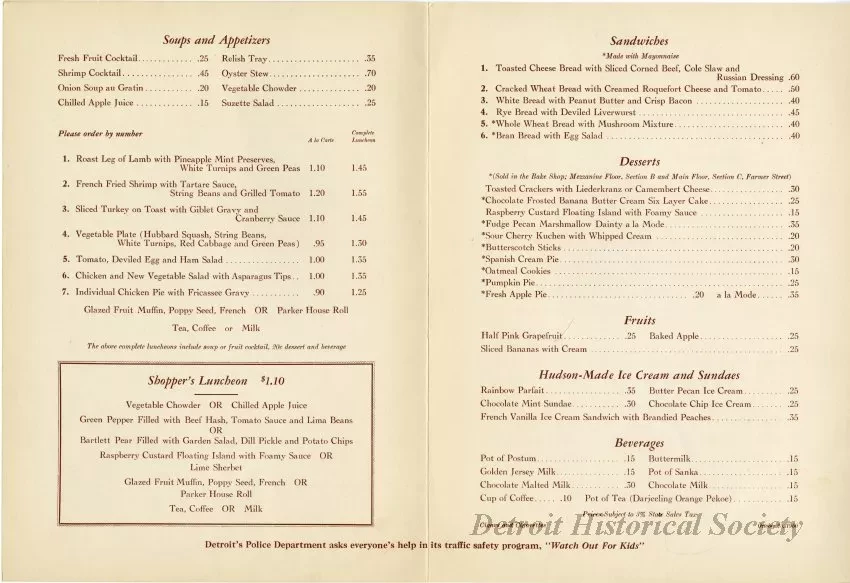 Soups and Appetizers
Fresh Fruit Cocktail............ .25 Relish Tray...................... .35
Shrimp Cocktail............... .45 Oyster Stew...................... .70
Onion Soup au Gratin......... .20 Vegetable Chowder............... .20
Chilled Apple Juice............ .15 Suzette Salad.................... .25
Please order by number
A la Carte Complete Luncheon
1. Roast Leg of Lamb with Pineapple Mint Preserves,
White Turnips and Green Peas 1.10 1.45
2. French Fried Shrimp with Tartare Sauce,
String Beans and Grilled Tomato 1.20 1.55
3. Sliced Turkey on Toast with Giblet Gravy and
Cranberry Sauce 1.10 1.45
4. Vegetable Plate (Hubbard Squash, String Beans,
White Turnips, Red Cabbage and Green Peas) .95 1.30
5. Tomato, Deviled Egg and Ham Salad................ 1.00 1.35
6. Chicken and New Vegetable Salad with Asparagus Tips.. 1.00 1.35
7. Individual Chicken Pie with Fricassee Gravy........... .90 1.25
Glazed Fruit Muffin, Poppy Seed, French OR Parker House Roll
Tea, Coffee or Milk
The above complete luncheons include soup or fruit cocktail, 20c dessert and beverage
Shopper's Luncheon $1.10
Vegetable Chowder OR Chilled Apple Juice
Green Pepper Filled with Beef Hash, Tomato Sauce and Lima Beans
OR
Bartlett Pear Filled with Garden Salad, Dill Pickle and Potato Chips
Raspberry Custard Floating Island with Foamy Sauce OR
Lime Sherbet
Glazed Fruit Muffin, Poppy Seed, French OR
Parker House Roll
Tea, Coffee OR Milk
Sandwiches
*Made with Mayonnaise
1. Toasted Cheese Bread with Sliced Corned Beef, Cole Slaw and
Russian Dressing .60
2. Cracked Wheat Bread with Creamed Roquefort Cheese and Tomato..... .50
3. White Bread with Peanut Butter and Crisp Bacon..................... .40
4. Rye Bread with Deviled Liverwurst................................. .45
5. *Whole Wheat Bread with Mushroom Mixture......................... .40
6. *Bran Bread with Egg Salad....................................... .40
Desserts
*(Sold in the Bake Shop; Mezzanine Floor, Section B and Main Floor, Section C, Farmer Street)
Toasted Crackers with Liederkranz or Camembert Cheese................. .30
*Chocolate Frosted Banana Butter Cream Six Layer Cake.................. .25
Raspberry Custard Floating Island with Foamy Sauce.................... .15
*Fudge Pecan Marshmallow Dainty a la Mode............................ .35
*Sour Cherry Kuchen with Whipped Cream.............................. .20
*Butterscotch Sticks................................................. .20
*Spanish Cream Pie................................................... .30
*Oatmeal Cookies.................................................... .15
*Pumpkin Pie......................................................... .25
*Fresh Apple Pie................................ .20 a la Mode...... .35
Fruits
Half Pink Grapefruit............ .25 Baked Apple.................... .25
Sliced Bananas with Cream........................................... .25
Hudson-Made Ice Cream and Sundaes
Rainbow Parfait................ .35 Butter Pecan Ice Cream......... .25
Chocolate Mint Sundae.......... .30 Chocolate Chip Ice Cream....... .25
French Vanilla Ice Cream Sandwich with Brandied Peaches................ .35
Beverages
Pot of Postum.................. .15 Buttermilk..................... .15
Golden Jersey Milk.............. .15 Pot of Sanka................... .15
Chocolate Malted Milk........... .30 Chocolate Milk................. .15
Cup of Coffee..... .10 Pot of Tea (Darjeeling Orange Pekoe)............ .15
Prices Subject to 3% State Sales Tax
Cigars and Cigarettes
Detroit Historical Society
Detroit's Police Department asks everyone's help in its traffic safety program, "Watch Out For Kids"